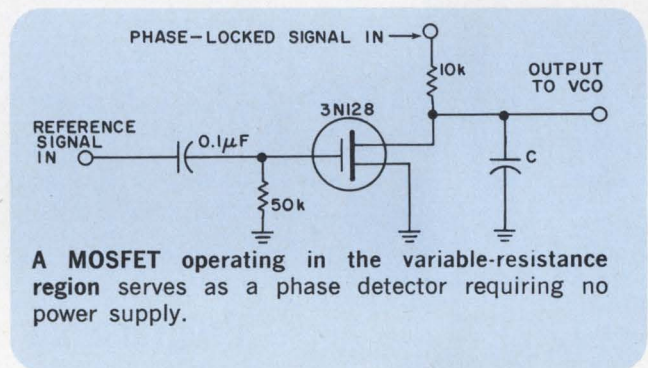 PHASE–LOCKED SIGNAL IN
10k
OUTPUT
TO VCO
3N128
REFERENCE
SIGNAL
IN
0.1μF
C
50k
A MOSFET operating in the variable-resistance
region serves as a phase detector requiring no
power supply.